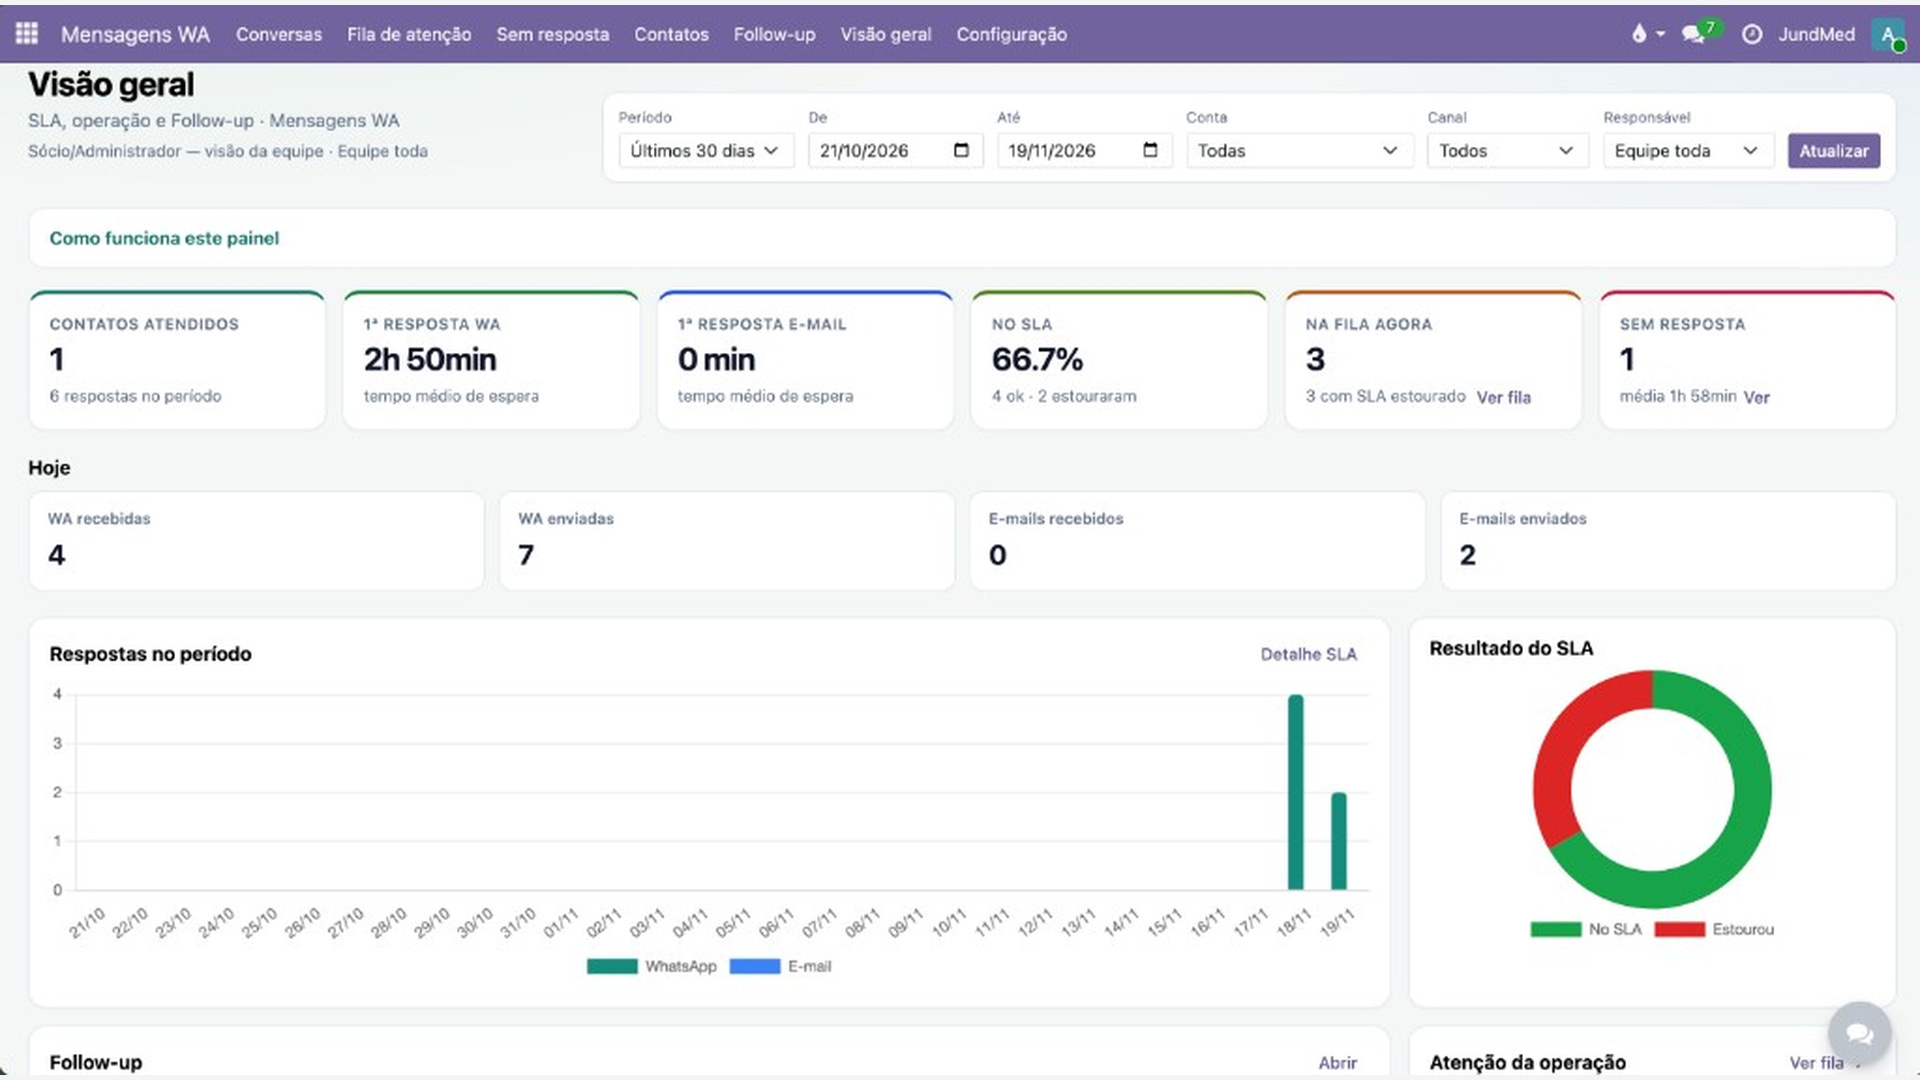 Mensagens WA Conversas Fila de atenção Sem resposta Contatos Follow-up Visão geral Configuração 7 JundMed A
Visão geral
SLA, operação e Follow-up · Mensagens WA
Sócio/Administrador — visão da equipe · Equipe toda
Período De Até Conta Canal Responsável
Últimos 30 dias 21/10/2026 19/11/2026 Todas Todos Equipe toda Atualizar
Como funciona este painel
CONTATOS ATENDIDOS
1
6 respostas no período
1ª RESPOSTA WA
2h 50min
tempo médio de espera
1ª RESPOSTA E-MAIL
0 min
tempo médio de espera
NO SLA
66.7%
4 ok · 2 estouraram
NA FILA AGORA
3
3 com SLA estourado Ver fila
SEM RESPOSTA
1
média 1h 58min Ver
Hoje
WA recebidas
4
WA enviadas
7
E-mails recebidos
0
E-mails enviados
2
Respostas no período Detalhe SLA
4
3
2
1
0
21/10 22/10 23/10 24/10 25/10 26/10 27/10 28/10 29/10 30/10 31/10 01/11 02/11 03/11 04/11 05/11 06/11 07/11 08/11 09/11 10/11 11/11 12/11 13/11 14/11 15/11 16/11 17/11 18/11 19/11
WhatsApp E-mail
Resultado do SLA
No SLA Estourou
Follow-up Abrir
Atenção da operação Ver fila